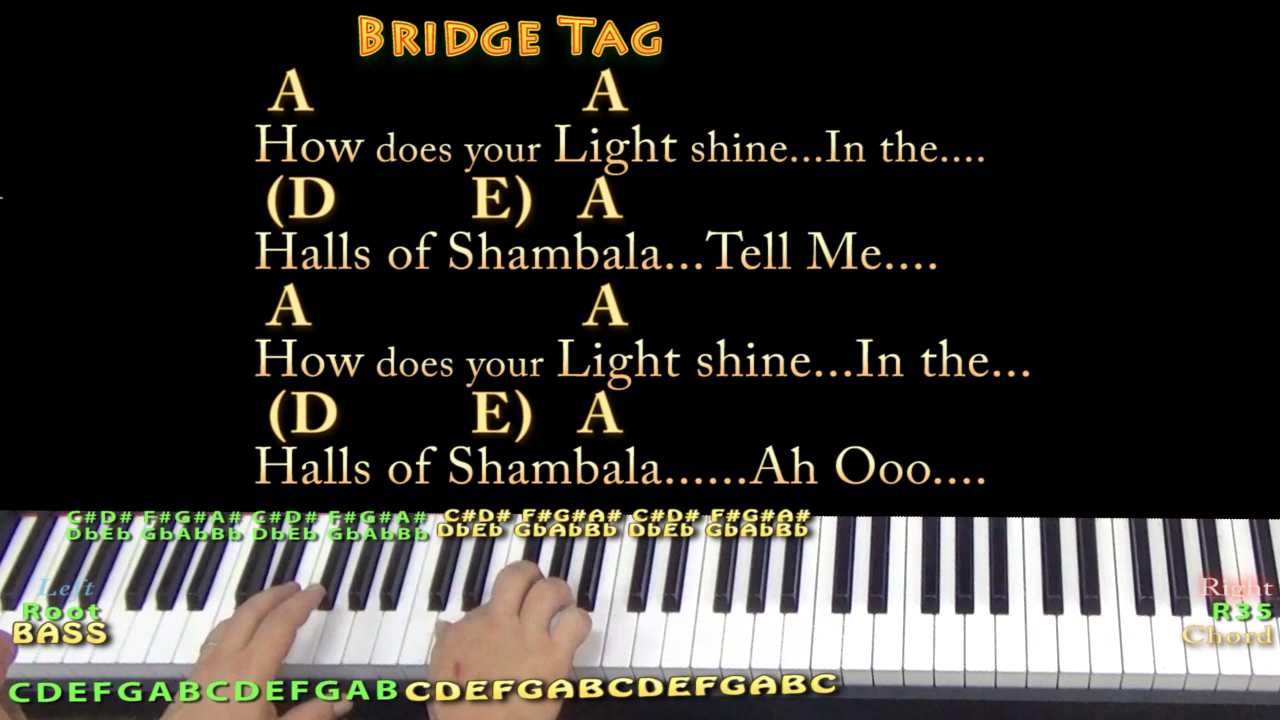 BRIDGE TAG
A A
How does your Light shine...In the....
(D E) A
Halls of Shambala...Tell Me....
A A
How does your Light shine...In the...
(D E) A
Halls of Shambala......Ah Ooo....
C#D# F#G#A# C#D# F#G#A# C#D# F#G#A# C#D# F#G#A#
DbEb GbAbBb DbEb GbAbBb DbEb GbAbBb DbEb GbAbBb
Left
Root
BASS
Right
R35
Chord
CDEFGABCDEFGABCDEFGABCDEFGABC